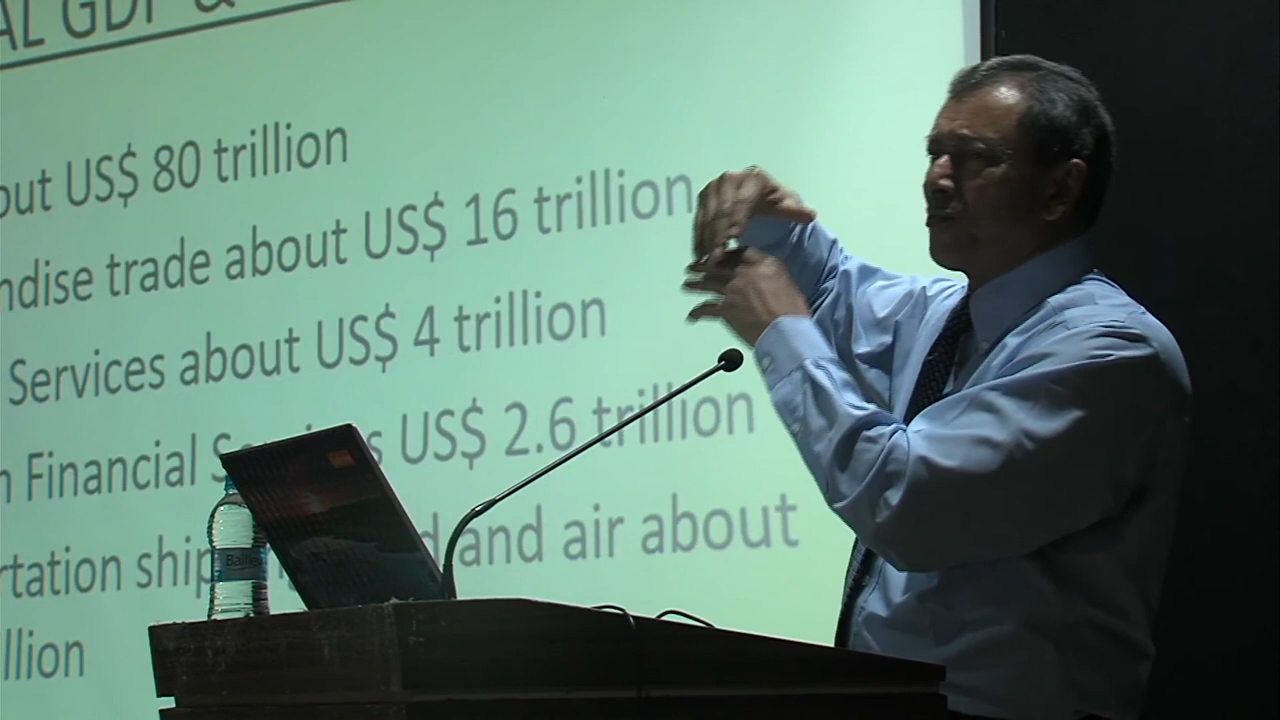 AL GDP &
out US$ 80 trillion
ndise trade about US$ 16 trillion
Services about US$ 4 trillion
n Financial S s US$ 2.6 trillion
rtation ship d and air about
llion